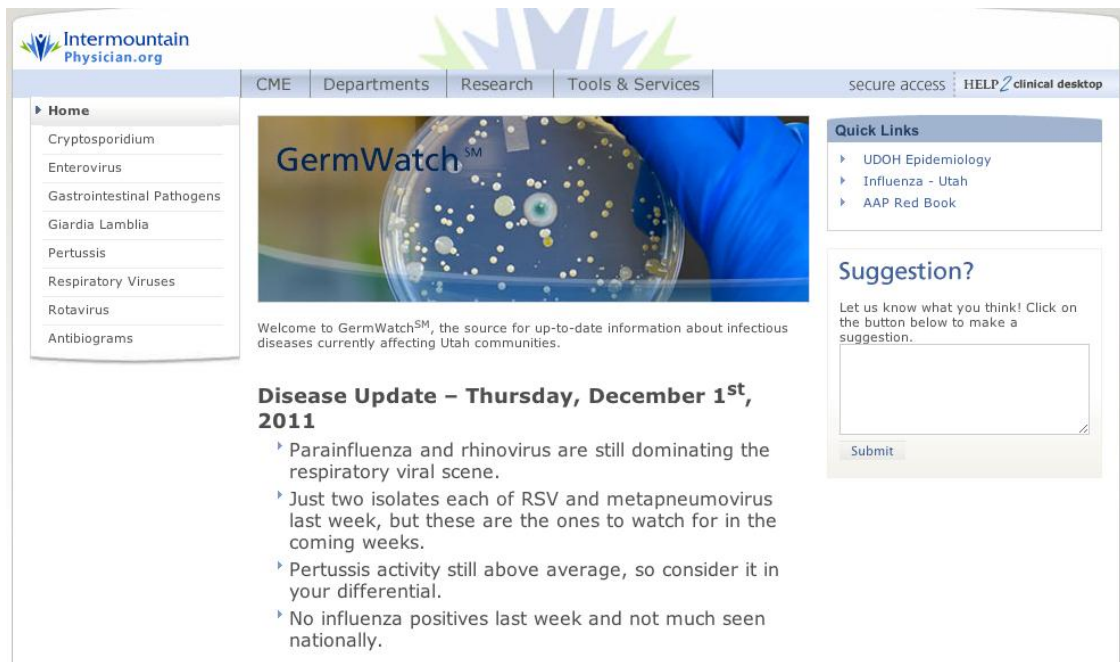 Intermountain
Physician.org
CME Departments Research Tools & Services
secure access HELP2 clinical desktop
Home
Cryptosporidium
Enterovirus
Gastrointestinal Pathogens
Giardia Lamblia
Pertussis
Respiratory Viruses
Rotavirus
Antibiograms
GermWatch SM
Welcome to GermWatchSM, the source for up-to-date information about infectious
diseases currently affecting Utah communities.
Disease Update – Thursday, December 1st,
2011
Parainfluenza and rhinovirus are still dominating the
respiratory viral scene.
Just two isolates each of RSV and metapneumovirus
last week, but these are the ones to watch for in the
coming weeks.
Pertussis activity still above average, so consider it in
your differential.
No influenza positives last week and not much seen
nationally.
Quick Links
UDOH Epidemiology
Influenza - Utah
AAP Red Book
Suggestion?
Let us know what you think! Click on
the button below to make a
suggestion.
Submit